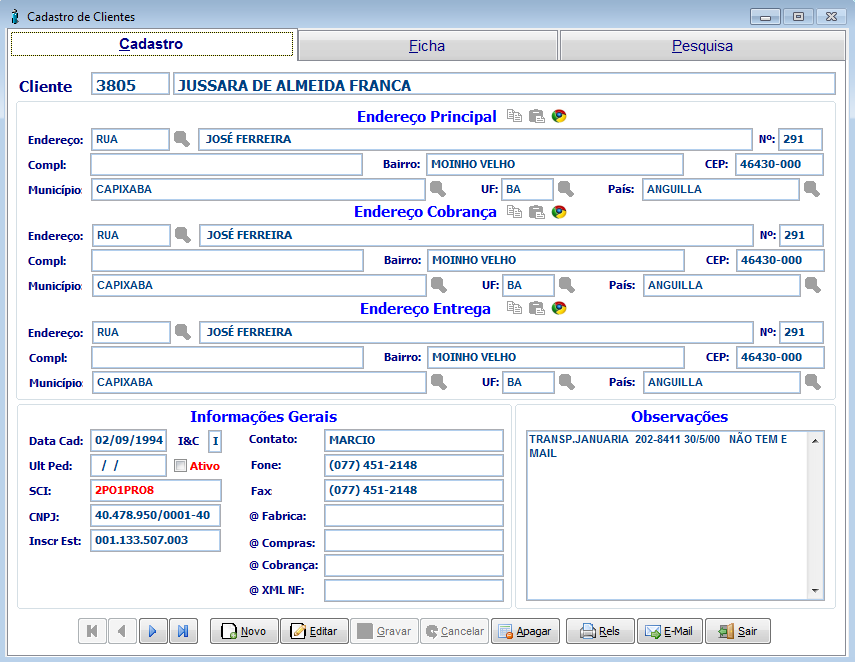 Cadastro de Clientes
Cadastro Ficha Pesquisa
Cliente 3805 JUSSARA DE ALMEIDA FRANCA
Endereço Principal
Endereço: RUA JOSÉ FERREIRA Nº: 291
Compl: Bairro: MOINHO VELHO CEP: 46430-000
Município: CAPIXABA UF: BA País: ANGUILLA
Endereço Cobrança
Endereço: RUA JOSÉ FERREIRA Nº: 291
Compl: Bairro: MOINHO VELHO CEP: 46430-000
Município: CAPIXABA UF: BA País: ANGUILLA
Endereço Entrega
Endereço: RUA JOSÉ FERREIRA Nº: 291
Compl: Bairro: MOINHO VELHO CEP: 46430-000
Município: CAPIXABA UF: BA País: ANGUILLA
Informações Gerais
Data Cad: 02/09/1994 I&C I
Ult Ped: / / Ativo
SCI: 2PO1PRO8
CNPJ: 40.478.950/0001-40
Inscr Est: 001.133.507.003
Contato: MARCIO
Fone: (077) 451-2148
Fax: (077) 451-2148
@ Fabrica:
@ Compras:
@ Cobrança:
@ XML NF:
Observações
TRANSP.JANUARIA 202-8411 30/5/00 NÃO TEM E
MAIL
Novo Editar Gravar Cancelar Apagar Rels E-Mail Sair